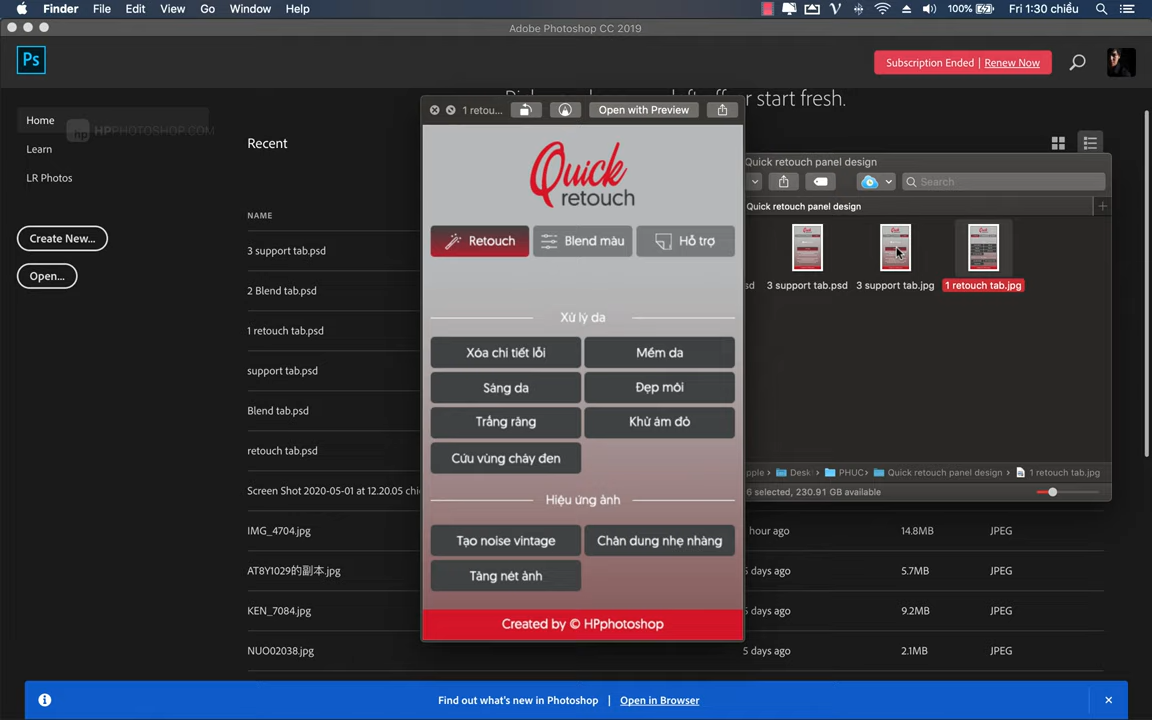 Finder File Edit View Go Window Help
100% Fri 1:30 chiều
Adobe Photoshop CC 2019
Ps
Subscription Ended | Renew Now
start fresh.
Home
hp HPPHOTOSHOP.COM
Learn
LR Photos
Create New...
Open...
Recent
NAME
3 support tab.psd
2 Blend tab.psd
1 retouch tab.psd
support tab.psd
Blend tab.psd
retouch tab.psd
Screen Shot 2020-05-01 at 12.20.05 chiề
IMG_4704.jpg
hour ago 14.8MB JPEG
AT8Y1029的副本.jpg
days ago 5.7MB JPEG
KEN_7084.jpg
days ago 9.2MB JPEG
NUO02038.jpg
days ago 2.1MB JPEG
1 retou...
Open with Preview
Quick
retouch
Retouch
Blend màu
Hỗ trợ
Xử lý da
Xóa chi tiết lỗi
Mềm da
Sáng da
Đẹp môi
Trắng răng
Khử ám đỏ
Cứu vùng cháy đen
Hiệu ứng ảnh
Tạo noise vintage
Chân dung nhẹ nhàng
Tăng nét ảnh
Created by © HPphotoshop
Quick retouch panel design
Search
Quick retouch panel design
sd
3 support tab.psd
3 support tab.jpg
1 retouch tab.jpg
pple › Desk › PHUC › Quick retouch panel design › 1 retouch tab.jpg
6 selected, 230.91 GB available
Find out what's new in Photoshop | Open in Browser